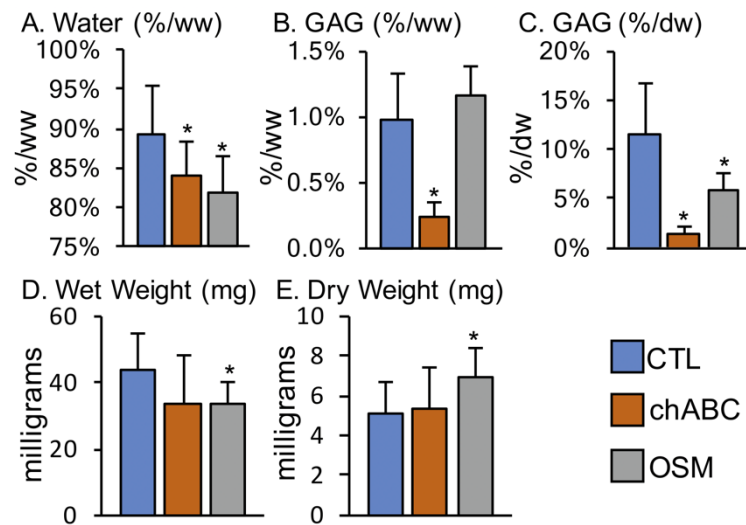 A. Water (%/ww)
B. GAG (%/ww)
C. GAG (%/dw)
%/ww
100%
95%
90%
85%
80%
75%
*
*
%/ww
1.5%
1.0%
0.5%
0.0%
*
%/dw
20%
15%
10%
5%
0%
*
*
D. Wet Weight (mg)
E. Dry Weight (mg)
milligrams
60
40
20
0
*
milligrams
10
8
6
4
2
0
*
CTL
chABC
OSM